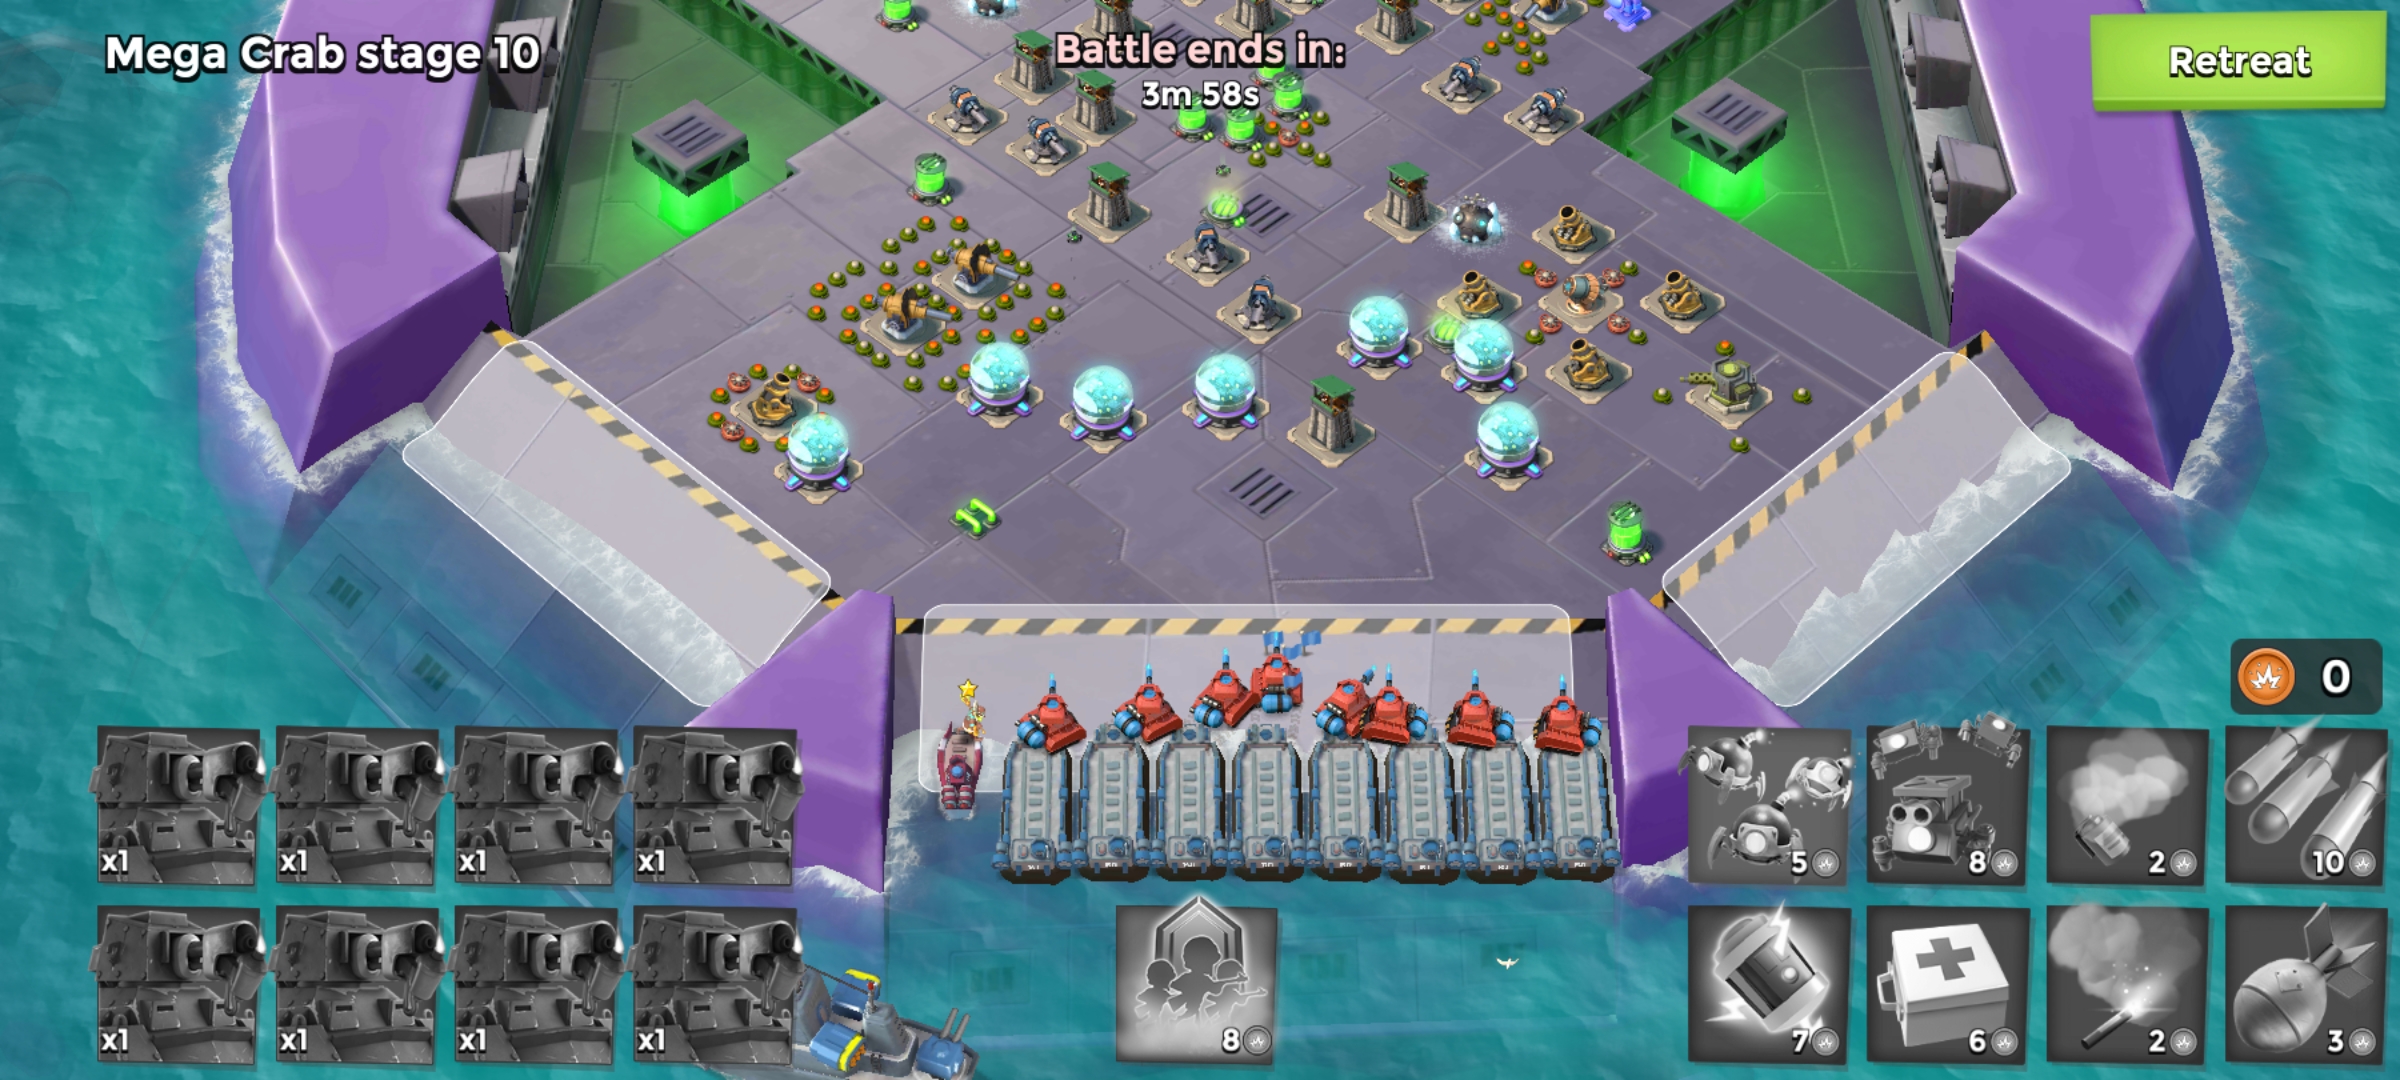 Mega Crab stage 10
Battle ends in:
3m 58s
Retreat
0
x1
x1
x1
x1
5
8
2
10
x1
x1
x1
x1
8
7
6
2
3